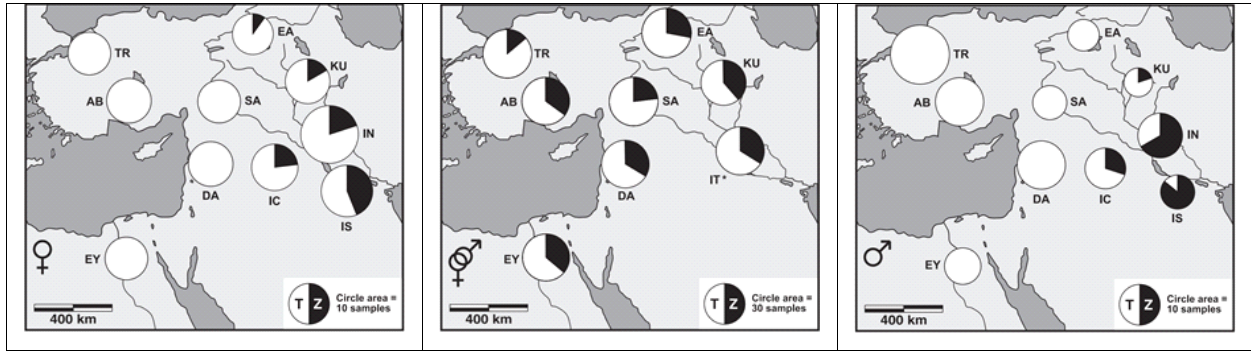 TR
EA
KU
AB
SA
IN
DA
IC
IS
EY
T Z
Circle area =
10 samples
400 km
♀
TR
EA
KU
AB
SA
IT*
DA
EY
T Z
Circle area =
30 samples
400 km
TR
EA
KU
AB
SA
IN
DA
IC
IS
EY
T Z
Circle area =
10 samples
400 km
♂